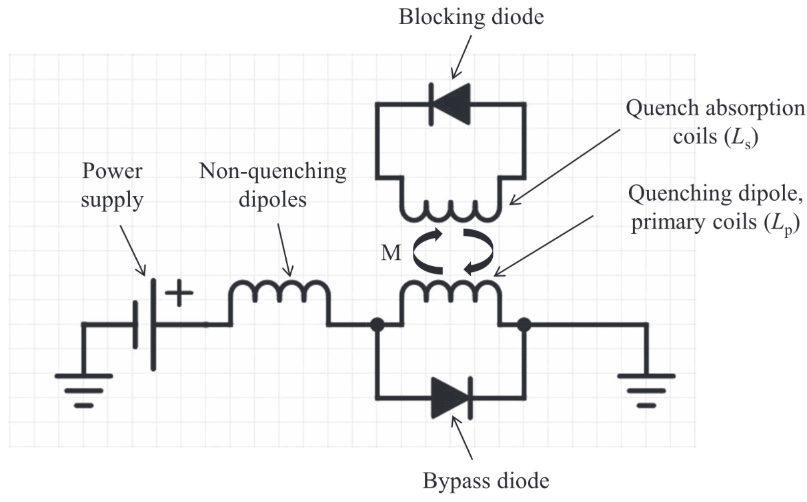 Blocking diode
Quench absorption
coils (Lₛ)
Power
supply
Non-quenching
dipoles
Quenching dipole,
primary coils (Lₚ)
M
+
Bypass diode